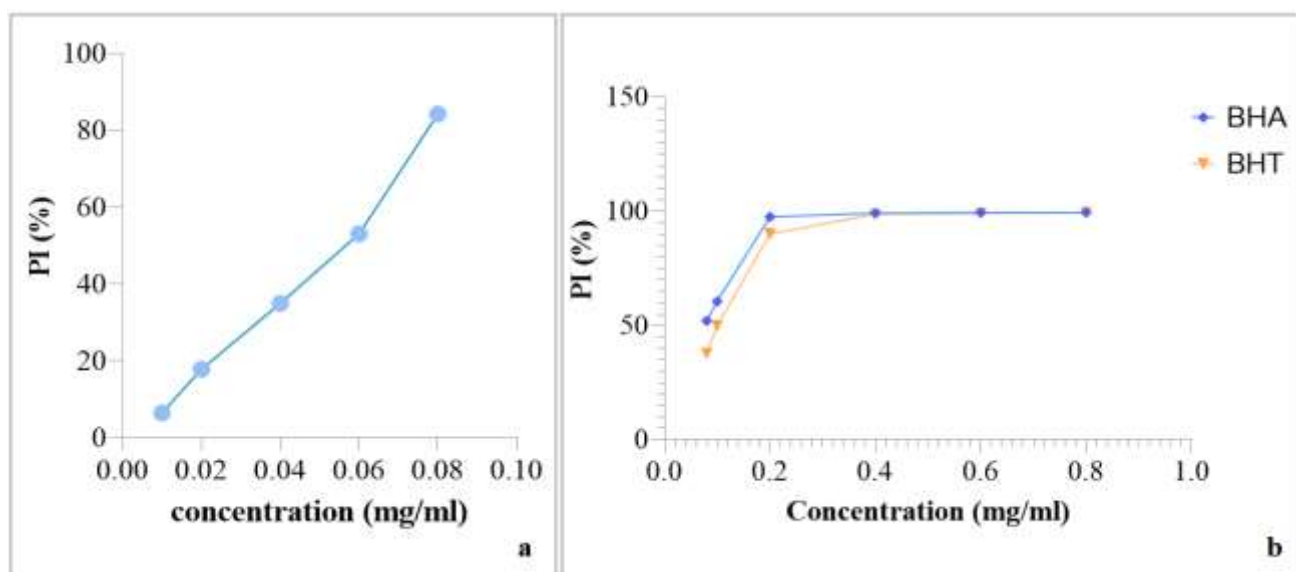 100
80
60
40
20
0
PI (%)
0.00 0.02 0.04 0.06 0.08 0.10
concentration (mg/ml)
a
150
100
50
0
PI (%)
0.0 0.2 0.4 0.6 0.8 1.0
Concentration (mg/ml)
BHA
BHT
b